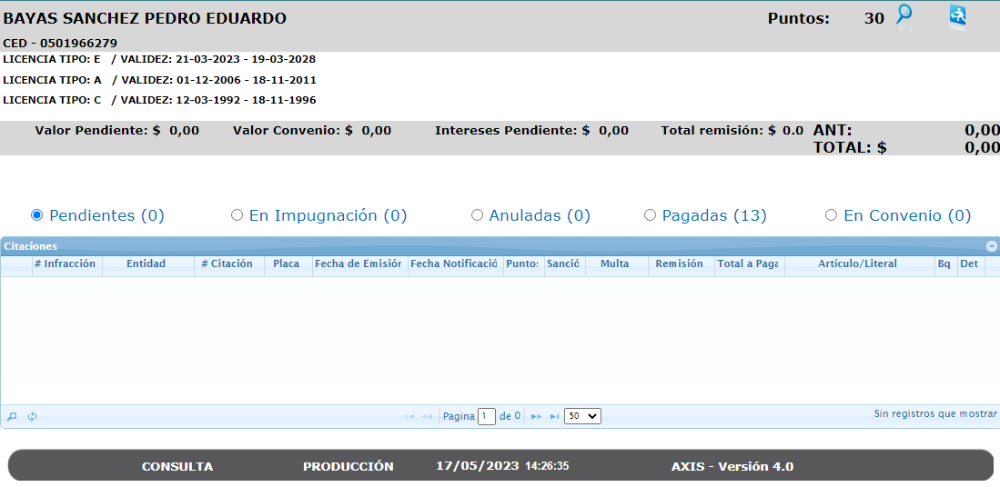 BAYAS SANCHEZ PEDRO EDUARDO Puntos: 30
CED - 0501966279
LICENCIA TIPO: E / VALIDEZ: 21-03-2023 - 19-03-2028
LICENCIA TIPO: A / VALIDEZ: 01-12-2006 - 18-11-2011
LICENCIA TIPO: C / VALIDEZ: 12-03-1992 - 18-11-1996
Valor Pendiente: $ 0,00 Valor Convenio: $ 0,00 Intereses Pendiente: $ 0,00 Total remisión: $ 0.0 ANT: 0,00
TOTAL: $ 0,00
Pendientes (0) En Impugnación (0) Anuladas (0) Pagadas (13) En Convenio (0)
Citaciones
# Infracción Entidad # Citación Placa Fecha de Emisión Fecha Notificació Puntos Sanció Multa Remisión Total a Paga Artículo/Literal Bq Det
Pagina 1 de 0 50 Sin registros que mostrar
CONSULTA PRODUCCIÓN 17/05/2023 14:26:35 AXIS - Versión 4.0